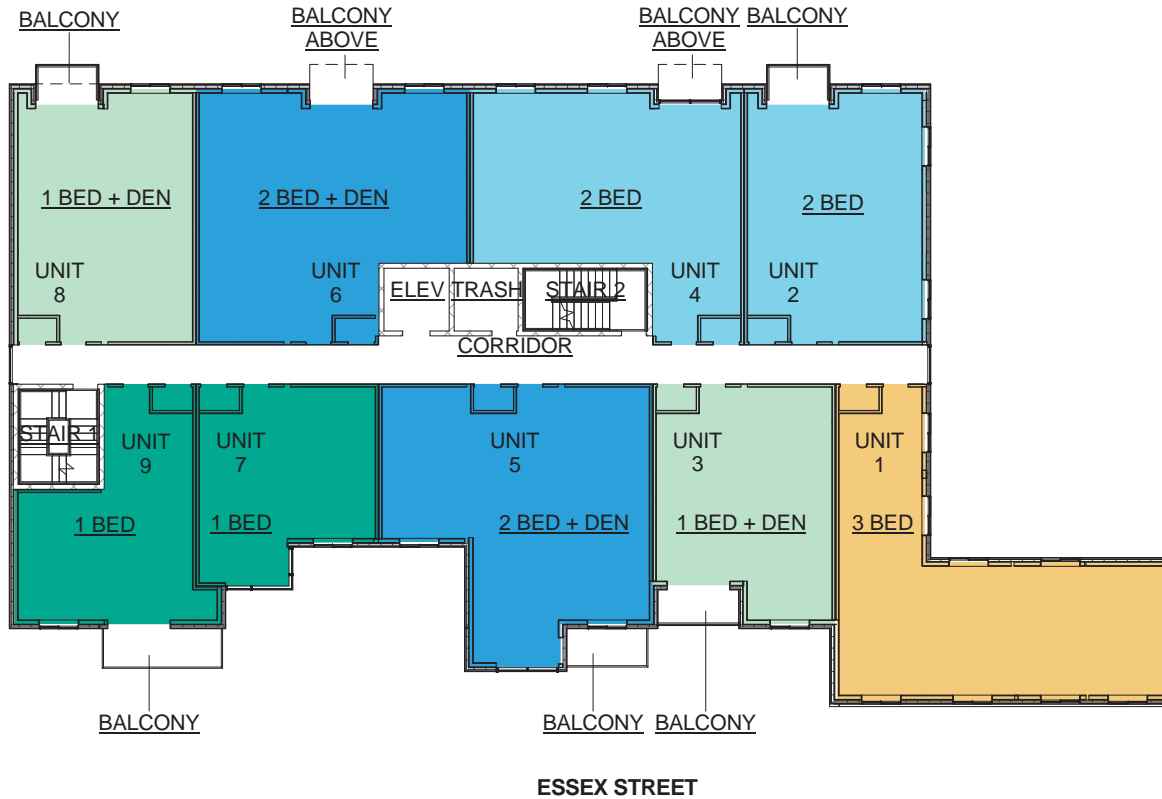 BALCONY
BALCONY
ABOVE
BALCONY
ABOVE
BALCONY
1 BED + DEN
2 BED + DEN
2 BED
2 BED
UNIT
8
UNIT
6
ELEV
TRASH
STAIR 2
UNIT
4
UNIT
2
CORRIDOR
STAIR 1
UNIT
9
UNIT
7
UNIT
5
UNIT
3
UNIT
1
1 BED
1 BED
2 BED + DEN
1 BED + DEN
3 BED
BALCONY
BALCONY
BALCONY
ESSEX STREET